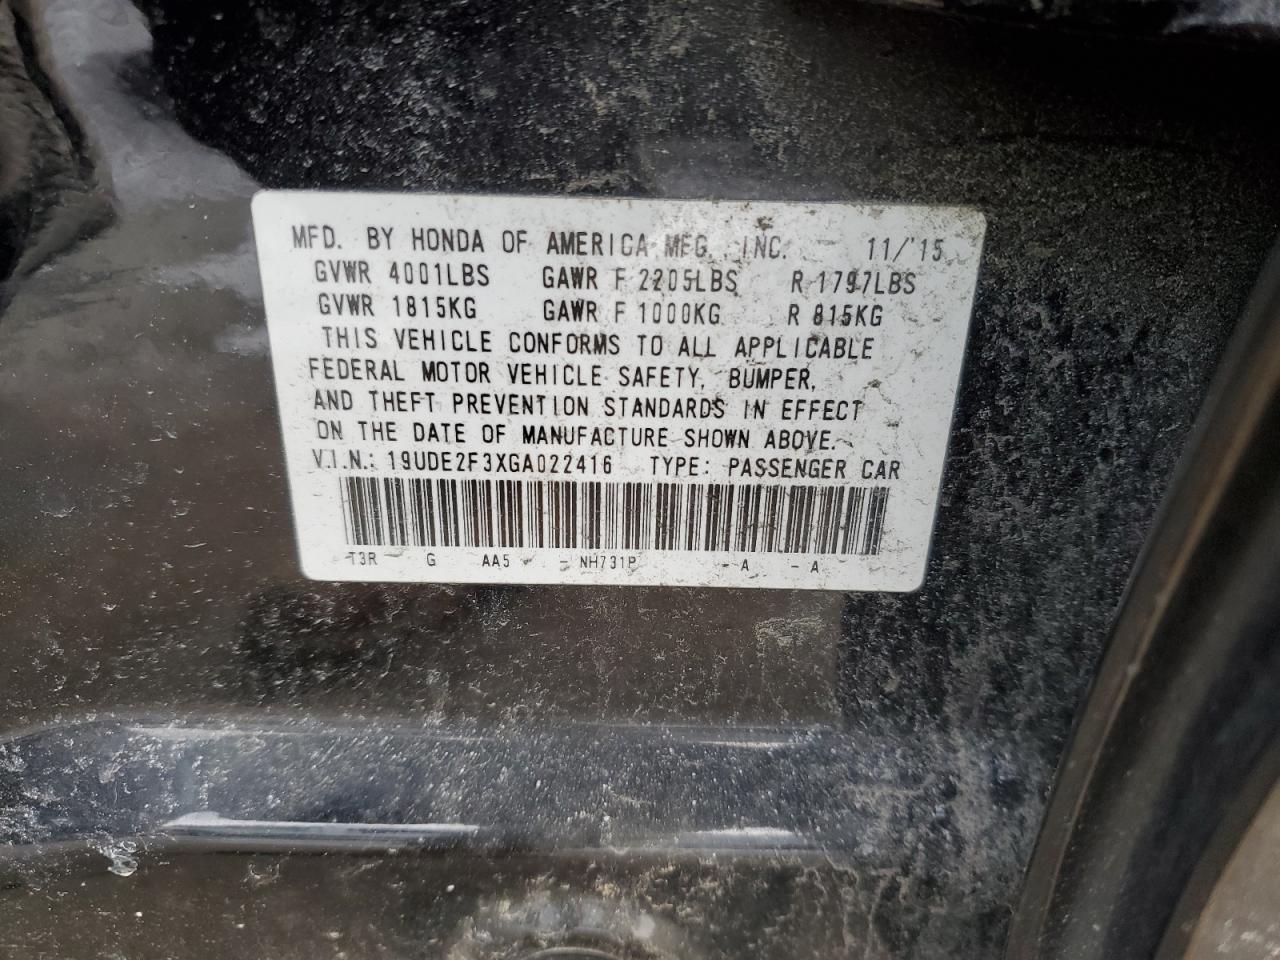 MFD. BY HONDA OF AMERICA MFG., INC. 11/'15
GVWR 4001LBS GAWR F 2205LBS R 1797LBS
GVWR 1815KG GAWR F 1000KG R 815KG
THIS VEHICLE CONFORMS TO ALL APPLICABLE
FEDERAL MOTOR VEHICLE SAFETY, BUMPER,
AND THEFT PREVENTION STANDARDS IN EFFECT
ON THE DATE OF MANUFACTURE SHOWN ABOVE.
V.I.N.: 19UDE2F3XGA022416 TYPE: PASSENGER CAR
T3R G AA5 - NH731P - A - A